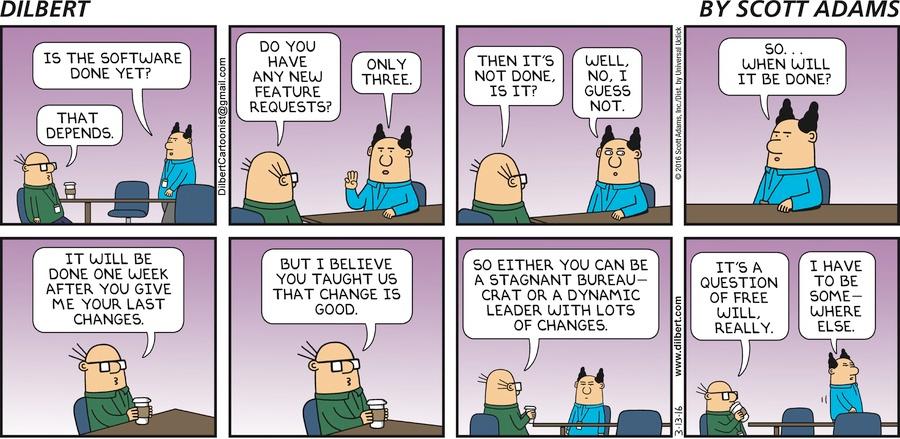 DILBERT
BY SCOTT ADAMS
IS THE SOFTWARE
DONE YET?
THAT
DEPENDS.
DilbertCartoonist@gmail.com
DO YOU
HAVE
ANY NEW
FEATURE
REQUESTS?
ONLY
THREE.
THEN IT'S
NOT DONE,
IS IT?
WELL,
NO, I
GUESS
NOT.
© 2016 Scott Adams, Inc./Dist. by Universal Uclick
SO...
WHEN WILL
IT BE DONE?
IT WILL BE
DONE ONE WEEK
AFTER YOU GIVE
ME YOUR LAST
CHANGES.
BUT I BELIEVE
YOU TAUGHT US
THAT CHANGE IS
GOOD.
SO EITHER YOU CAN BE
A STAGNANT BUREAU-
CRAT OR A DYNAMIC
LEADER WITH LOTS
OF CHANGES.
3-13-16
www.dilbert.com
IT'S A
QUESTION
OF FREE
WILL,
REALLY.
I HAVE
TO BE
SOME-
WHERE
ELSE.